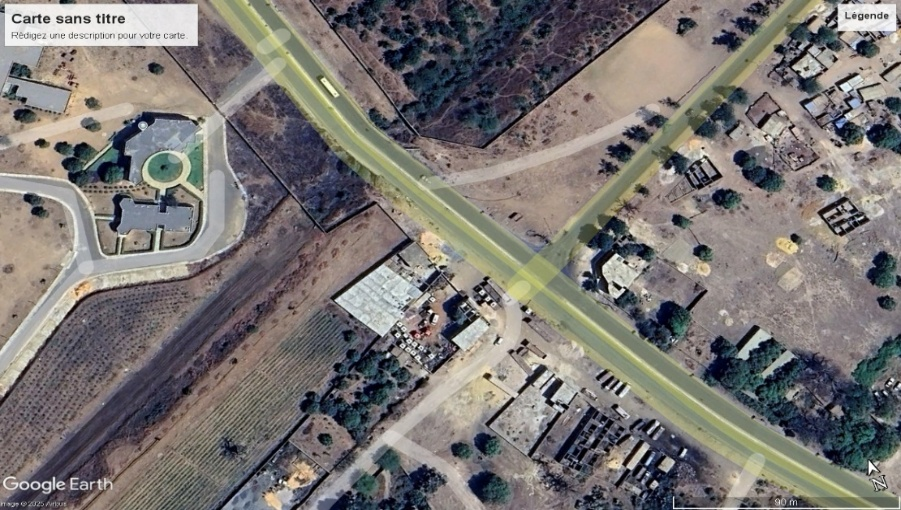 Carte sans titre
Rédigez une description pour votre carte.
Légende
Google Earth
Image © 2025 Airbus
90 m
N